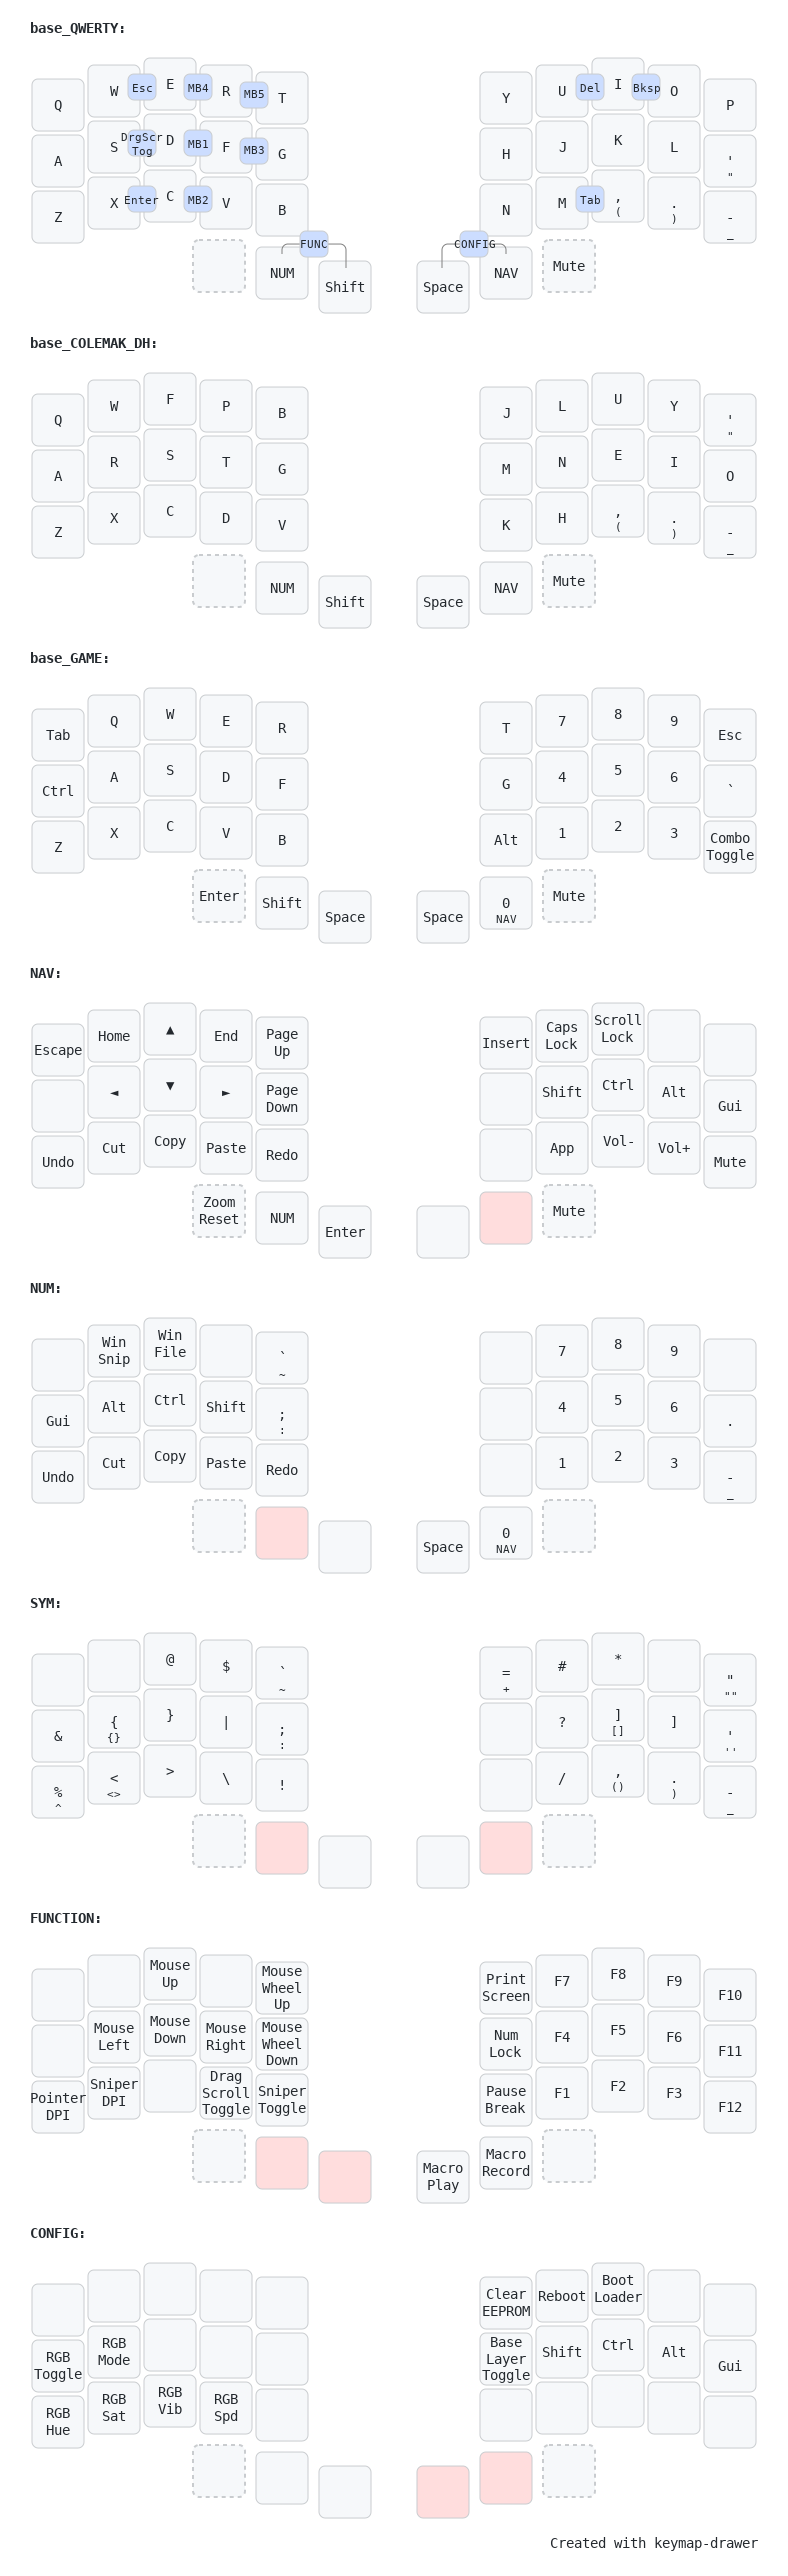 base_QWERTY:
Q W Esc E MB4 R MB5 T Y U Del I Bksp O P
A S DrgScr Tog D MB1 F MB3 G H J K L ' "
Z X Enter C MB2 V B N M Tab , ( . ) - _
FUNC CONFIG
NUM Shift Space NAV Mute
base_COLEMAK_DH:
Q W F P B J L U Y ' "
A R S T G M N E I O
Z X C D V K H , ( . ) - _
NUM Shift Space NAV Mute
base_GAME:
Tab Q W E R T 7 8 9 Esc
Ctrl A S D F G 4 5 6 `
Z X C V B Alt 1 2 3 Combo Toggle
Enter Shift Space Space 0 NAV Mute
NAV:
Escape Home ▲ End Page Up Insert Caps Lock Scroll Lock
◄ ▼ ► Page Down Shift Ctrl Alt Gui
Undo Cut Copy Paste Redo App Vol- Vol+ Mute
Zoom Reset NUM Enter Mute
NUM:
Win Snip Win File ` ~ 7 8 9
Gui Alt Ctrl Shift ; : 4 5 6 .
Undo Cut Copy Paste Redo 1 2 3 - _
Space 0 NAV
SYM:
@ $ ` ~ = + # * " ""
& { {} } | ; : ? ] [] ] ' ''
% ^ < <> > \ ! / , () . ) - _
FUNCTION:
Mouse Up Mouse Wheel Up Print Screen F7 F8 F9 F10
Mouse Left Mouse Down Mouse Right Mouse Wheel Down Num Lock F4 F5 F6 F11
Pointer DPI Sniper DPI Drag Scroll Toggle Sniper Toggle Pause Break F1 F2 F3 F12
Macro Play Macro Record
CONFIG:
Clear EEPROM Reboot Boot Loader
RGB Toggle RGB Mode Base Layer Toggle Shift Ctrl Alt Gui
RGB Hue RGB Sat RGB Vib RGB Spd
Created with keymap-drawer